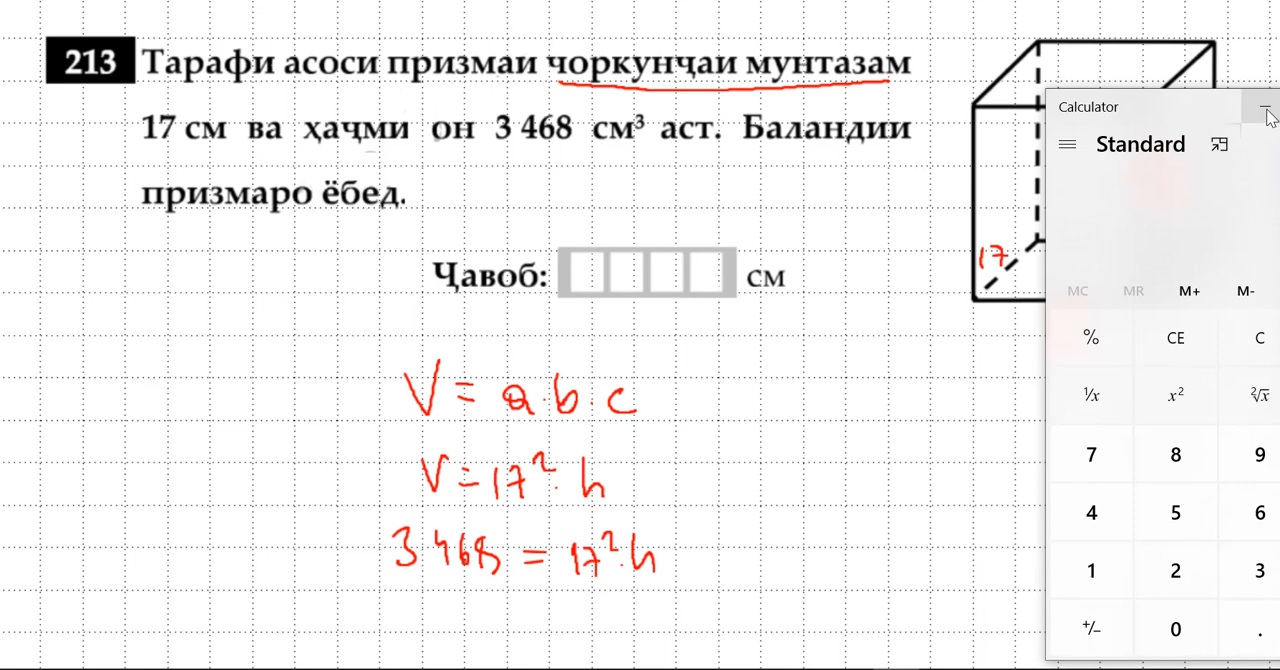 213 Тарафи асоси призмаи чоркунҷаи мунтазам
17 см ва ҳаҷми он 3 468 см³ аст. Баландии
призмаро ёбед.
Ҷавоб: см
17
V = a·b·c
V = 17²·h
3468 = 17²·h
Calculator
Standard
MC MR M+ M-
% CE C
¹/x x² ²√x
7 8 9
4 5 6
1 2 3
+/- 0 .